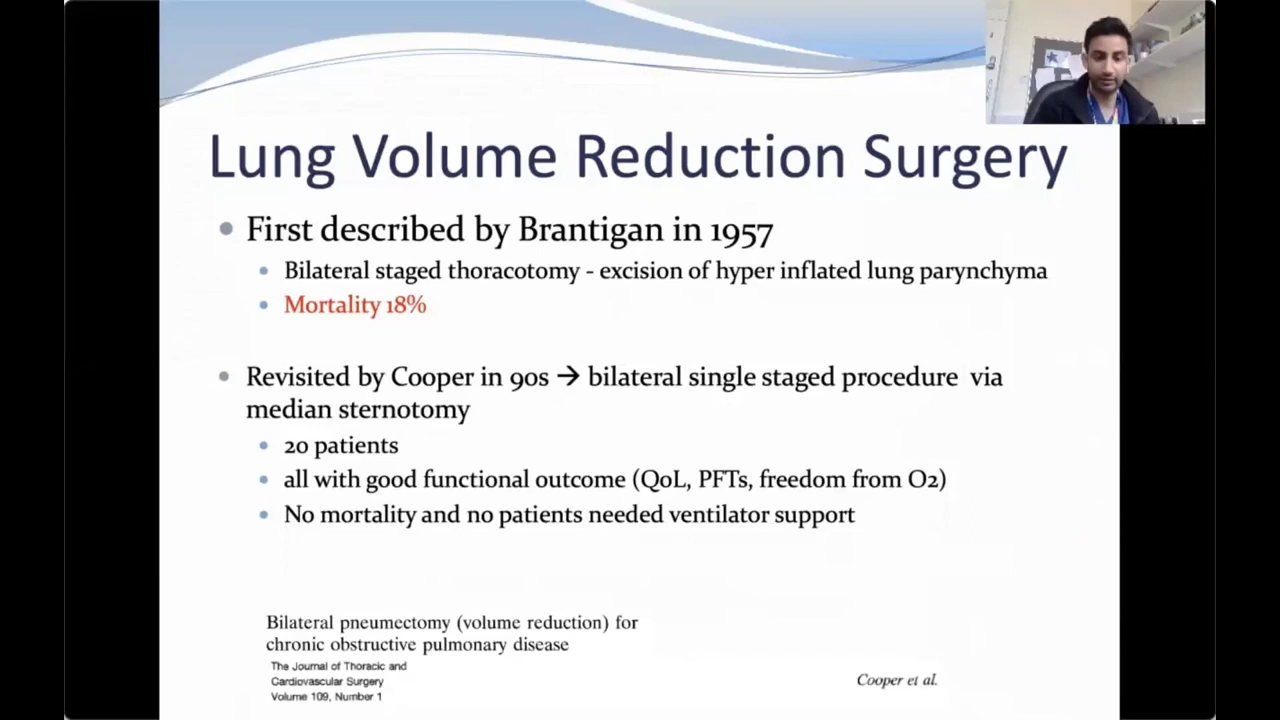 Lung Volume Reduction Surgery
First described by Brantigan in 1957
Bilateral staged thoracotomy - excision of hyper inflated lung parynchyma
Mortality 18%
Revisited by Cooper in 90s → bilateral single staged procedure via
median sternotomy
20 patients
all with good functional outcome (QoL, PFTs, freedom from O2)
No mortality and no patients needed ventilator support
Bilateral pneumectomy (volume reduction) for
chronic obstructive pulmonary disease
The Journal of Thoracic and
Cardiovascular Surgery
Volume 109, Number 1
Cooper et al.